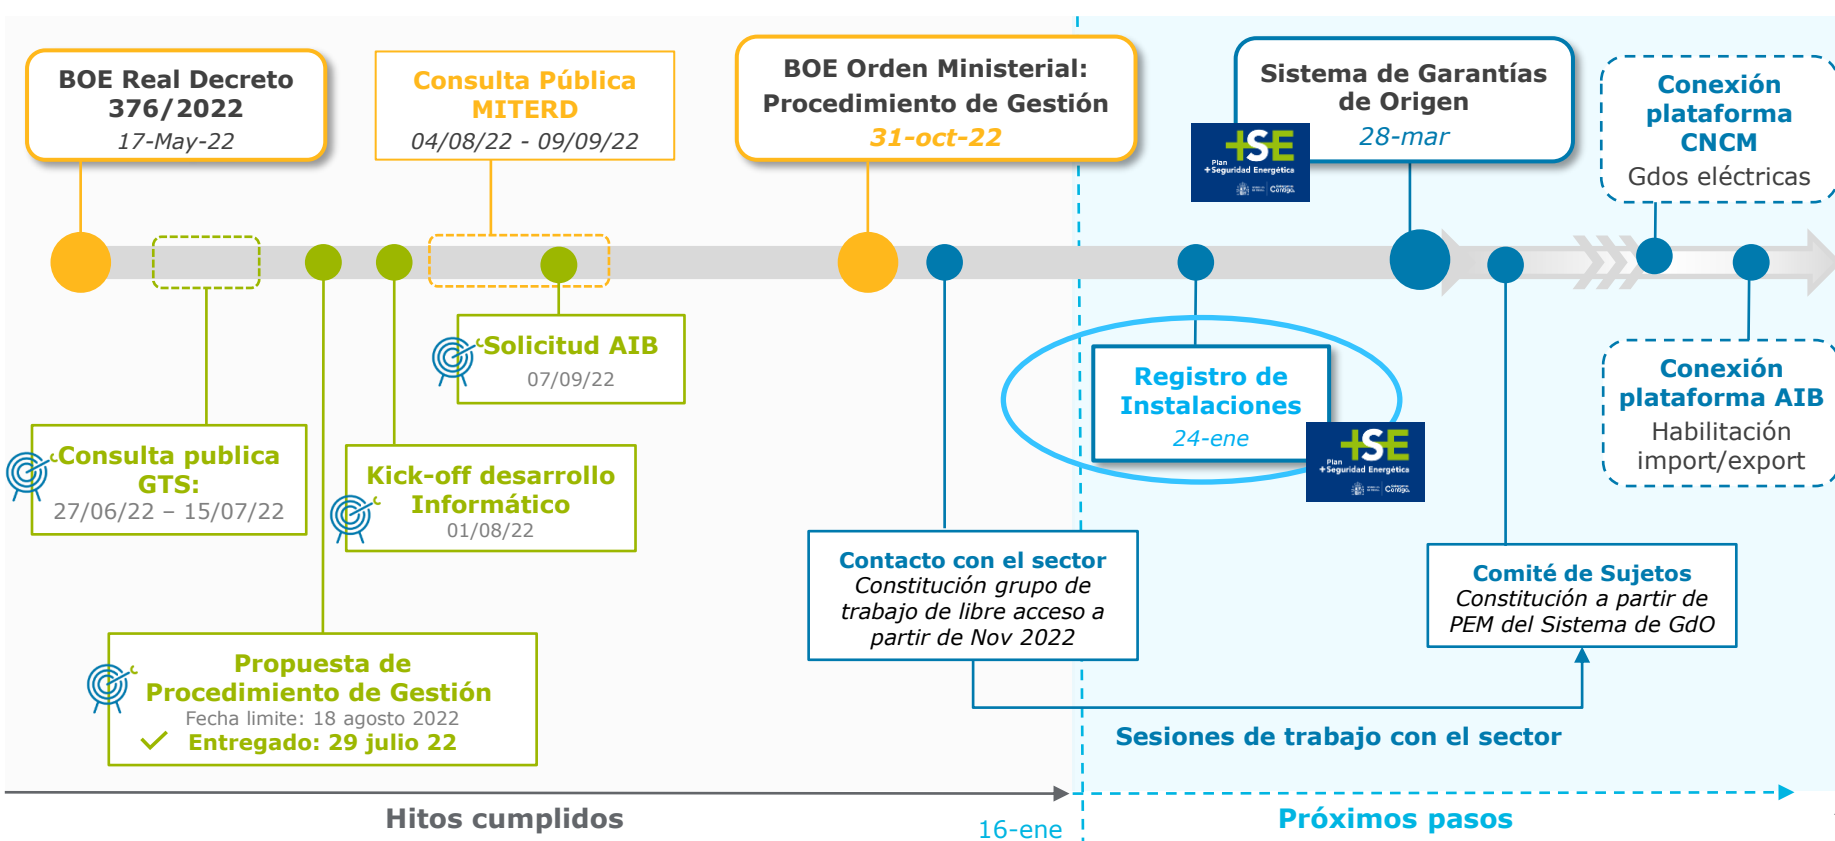 BOE Real Decreto
376/2022
17-May-22
Consulta Pública
MITERD
04/08/22 - 09/09/22
BOE Orden Ministerial:
Procedimiento de Gestión
31-oct-22
Sistema de Garantías
de Origen
28-mar
+SE
Plan
+Seguridad Energética
Contigo.
Conexión
plataforma
CNCM
Gdos eléctricas
Solicitud AIB
07/09/22
Registro de
Instalaciones
24-ene
+SE
Plan
+Seguridad Energética
Contigo.
Conexión
plataforma AIB
Habilitación
import/export
Consulta publica
GTS:
27/06/22 – 15/07/22
Kick-off desarrollo
Informático
01/08/22
Contacto con el sector
Constitución grupo de
trabajo de libre acceso a
partir de Nov 2022
Comité de Sujetos
Constitución a partir de
PEM del Sistema de GdO
Propuesta de
Procedimiento de Gestión
Fecha limite: 18 agosto 2022
Entregado: 29 julio 22
Sesiones de trabajo con el sector
Hitos cumplidos
16-ene
Próximos pasos